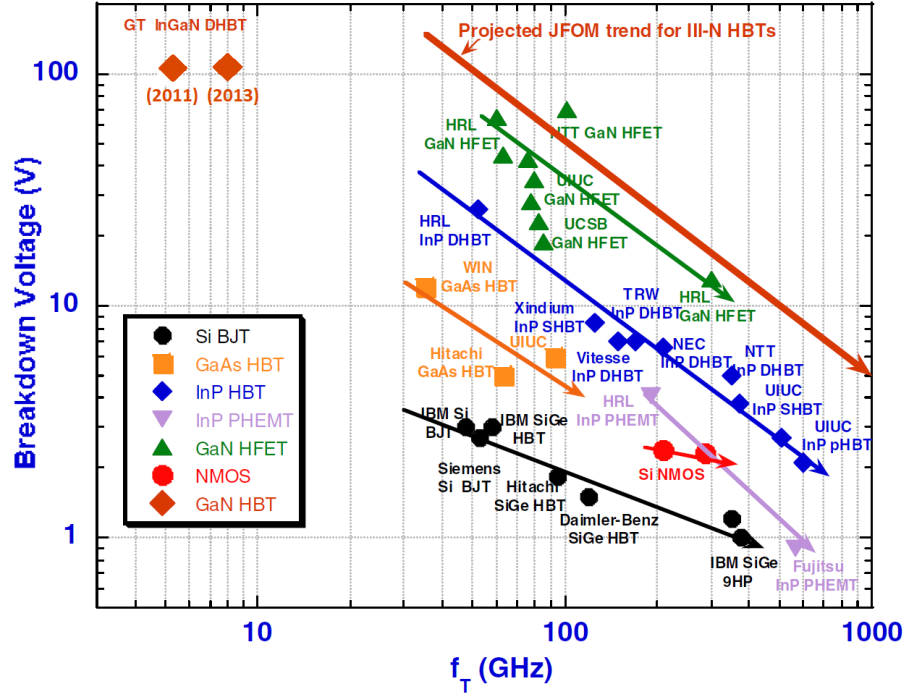 GT InGaN DHBT
(2011) (2013)
Projected JFOM trend for III-N HBTs
100
10
1
Breakdown Voltage (V)
HRL
GaN HFET
NTT GaN HFET
UIUC
GaN HFET
UCSB
GaN HFET
HRL
InP DHBT
WIN
GaAs HBT
Xindium
InP SHBT
TRW
InP DHBT
HRL
GaN HFET
UIUC
Hitachi
GaAs HBT
Vitesse
InP DHBT
NEC
InP DHBT
NTT
InP DHBT
HRL
InP PHEMT
UIUC
InP SHBT
IBM Si
BJT
IBM SiGe
HBT
UIUC
InP pHBT
Siemens
Si BJT
Hitachi
SiGe HBT
Si NMOS
Daimler-Benz
SiGe HBT
IBM SiGe
9HP
Fujitsu
InP PHEMT
Si BJT
GaAs HBT
InP HBT
InP PHEMT
GaN HFET
NMOS
GaN HBT
10
100
1000
f_T (GHz)